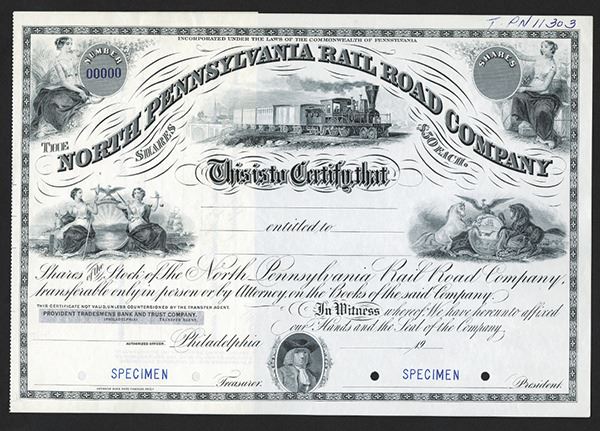 T PN 11303
INCORPORATED UNDER THE LAWS OF THE COMMONWEALTH OF PENNSYLVANIA
NUMBER
00000
SHARES
THE NORTH PENNSYLVANIA RAIL ROAD COMPANY
SHARES $50 EACH.
This is to Certify, that
entitled to
Shares in the Stock of The North Pennsylvania Rail Road Company,
transferable only in person or by Attorney, on the Books of the said Company.
THIS CERTIFICATE NOT VALID, UNLESS COUNTERSIGNED BY THE TRANSFER AGENT.
PROVIDENT TRADESMENS BANK AND TRUST COMPANY,
(PHILADELPHIA) TRANSFER AGENT.
In Witness whereof, We have hereunto affixed
our Hands and the Seal of the Company.
AUTHORIZED OFFICER.
Philadelphia 19
SPECIMEN
SPECIMEN
Treasurer.
President.